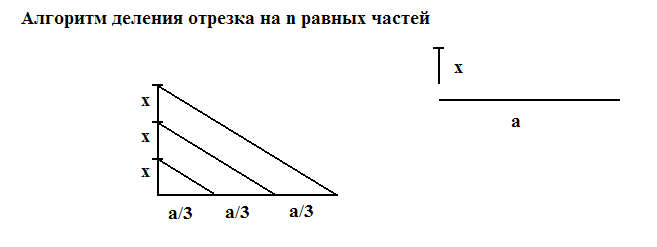 Алгоритм деления отрезка на n равных частей
x
x
x
x
a
a/3 a/3 a/3